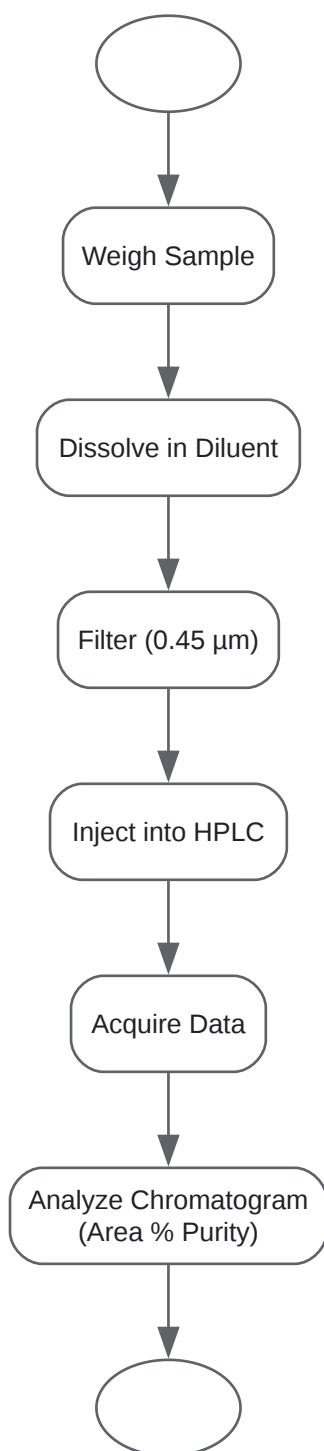 Weigh Sample
Dissolve in Diluent
Filter (0.45 µm)
Inject into HPLC
Acquire Data
Analyze Chromatogram
(Area % Purity)